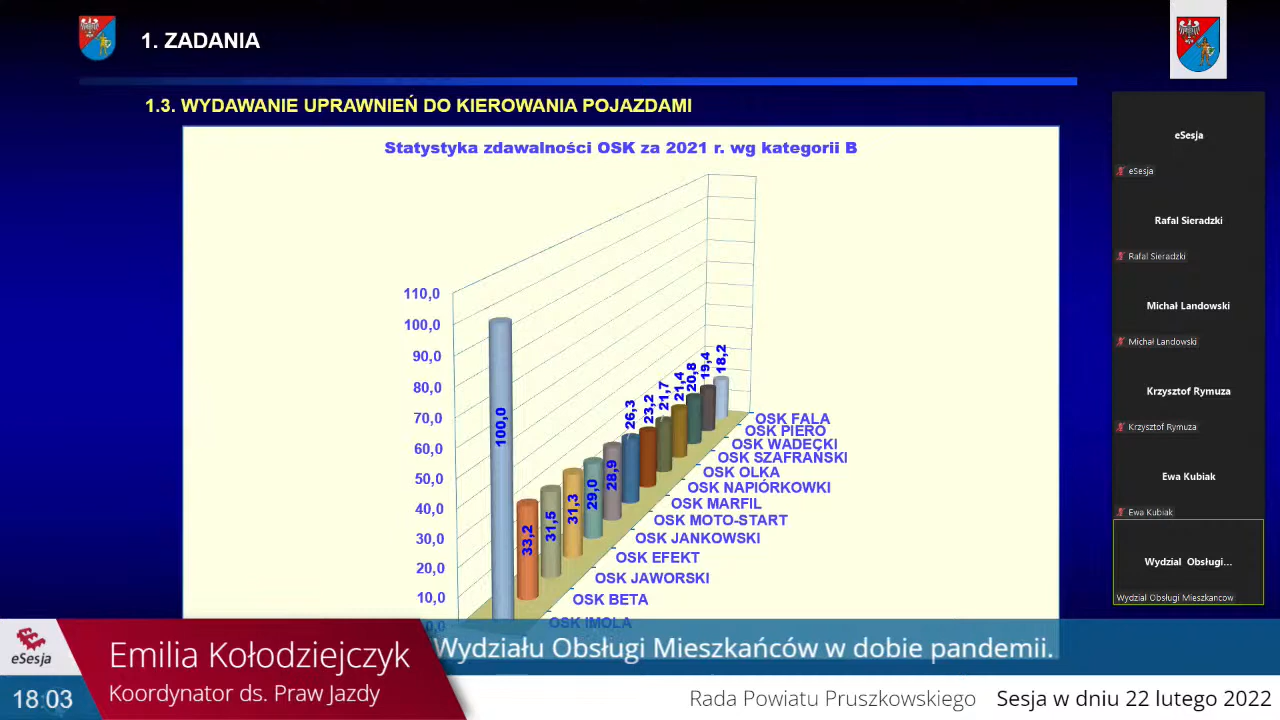 1. ZADANIA
1.3. WYDAWANIE UPRAWNIEŃ DO KIEROWANIA POJAZDAMI
Statystyka zdawalności OSK za 2021 r. wg kategorii B
110,0
100,0
90,0
80,0
70,0
60,0
50,0
40,0
30,0
20,0
10,0
100,0
33,2
31,5
31,3
29,0
28,9
26,3
23,2
21,7
21,4
20,8
19,4
18,2
OSK FALA
OSK PIERO
OSK WADECKI
OSK SZAFRAŃSKI
OSK OLKA
OSK NAPIÓRKOWKI
OSK MARFIL
OSK MOTO-START
OSK JANKOWSKI
OSK EFEKT
OSK JAWORSKI
OSK BETA
OSK IMOLA
eSesja
eSesja
Rafal Sieradzki
Rafal Sieradzki
Michał Landowski
Michał Landowski
Krzysztof Rymuza
Krzysztof Rymuza
Ewa Kubiak
Ewa Kubiak
Wydzial Obsługi...
Wydzial Obsługi Mieszkancow
eSesja
18:03
Emilia Kołodziejczyk
Koordynator ds. Praw Jazdy
Wydziału Obsługi Mieszkańców w dobie pandemii.
Rada Powiatu Pruszkowskiego Sesja w dniu 22 lutego 2022